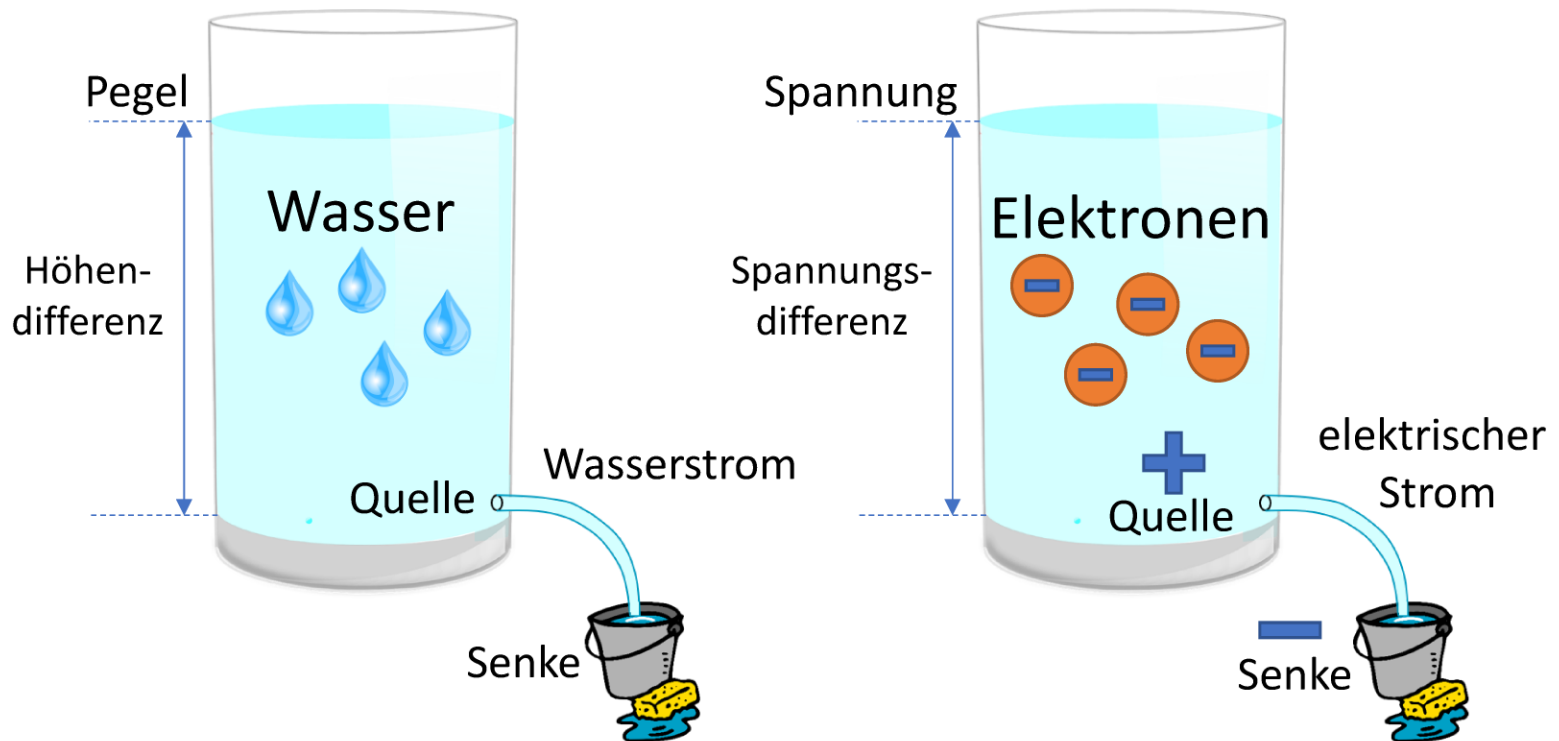 Pegel
Wasser
Höhen-
differenz
Wasserstrom
Quelle
Senke
Spannung
Elektronen
Spannungs-
differenz
elektrischer
Strom
Quelle
Senke